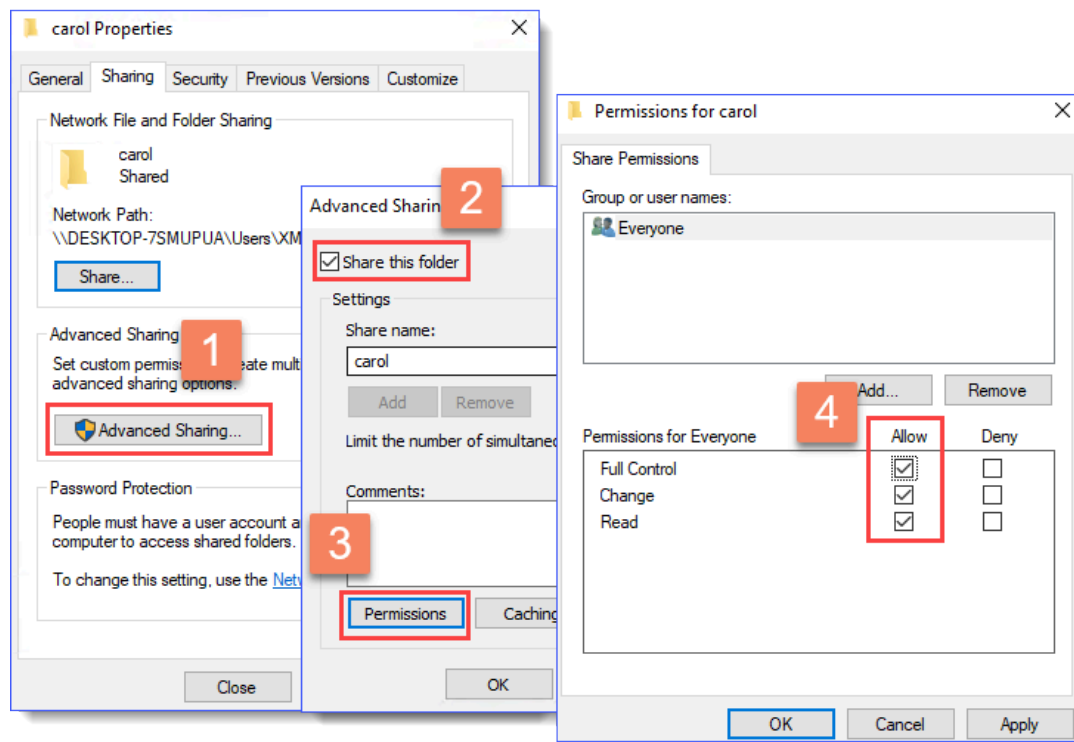 carol Properties
General Sharing Security Previous Versions Customize
Network File and Folder Sharing
carol
Shared
Network Path:
\\DESKTOP-7SMUPUA\Users\XM
Share...
Advanced Sharing
1
Set custom permis eate mult
advanced sharing options.
Advanced Sharing...
Password Protection
People must have a user account a
computer to access shared folders.
To change this setting, use the Netw
Close
Advanced Sharin
2
Share this folder
Settings
Share name:
carol
Add Remove
Limit the number of simultaneo
Comments:
3
Permissions Caching
OK
Permissions for carol
Share Permissions
Group or user names:
Everyone
Add... Remove
4
Permissions for Everyone Allow Deny
Full Control
Change
Read
OK Cancel Apply